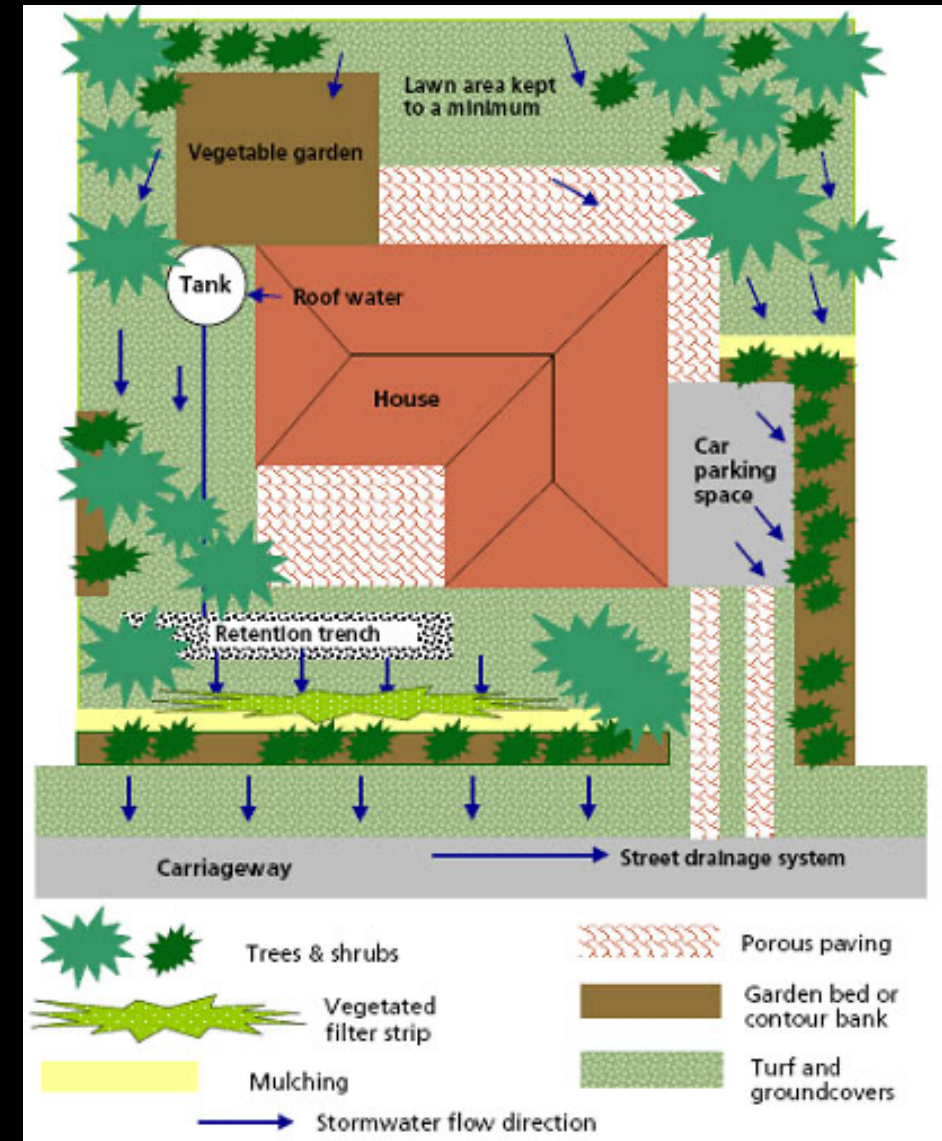 Lawn area kept
to a minimum
Vegetable garden
Tank
Roof water
House
Car
parking
space
Retention trench
Carriageway
Street drainage system
Trees & shrubs
Porous paving
Vegetated
filter strip
Garden bed or
contour bank
Mulching
Turf and
groundcovers
Stormwater flow direction